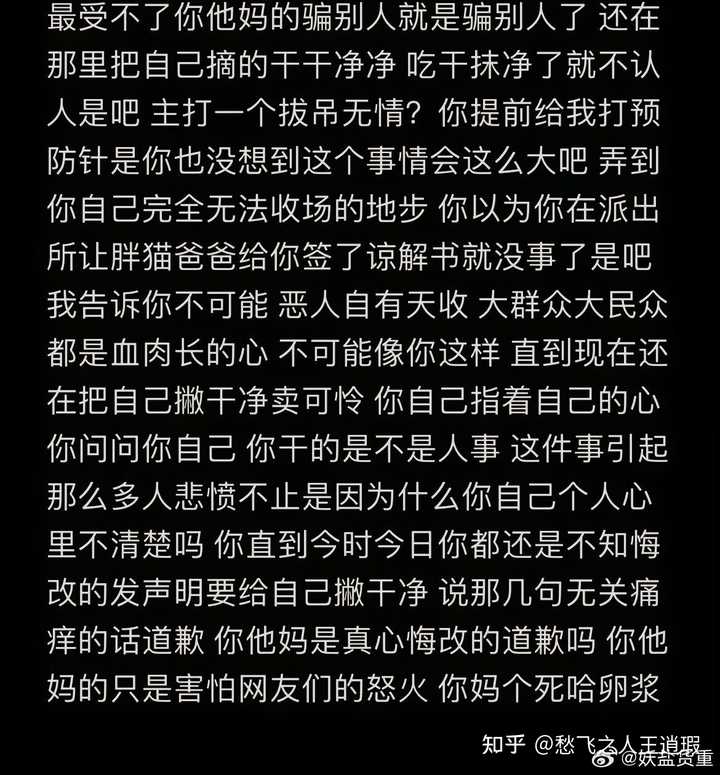 最受不了你他妈的骗别人就是骗别人了 还在
那里把自己摘的干干净净 吃干抹净了就不认
人是吧 主打一个拔吊无情？你提前给我打预
防针是你也没想到这个事情会这么大吧 弄到
你自己完全无法收场的地步 你以为你在派出
所让胖猫爸爸给你签了谅解书就没事了是吧
我告诉你不可能 恶人自有天收 大群众大民众
都是血肉长的心 不可能像你这样 直到现在还
在把自己撇干净卖可怜 你自己指着自己的心
你问问你自己 你干的是不是人事 这件事引起
那么多人悲愤不止是因为什么你自己个人心
里不清楚吗 你直到今时今日你都还是不知悔
改的发声明要给自己撇干净 说那几句无关痛
痒的话道歉 你他妈是真心悔改的道歉吗 你他
妈的只是害怕网友们的怒火 你妈个死哈卵浆
知乎 @愁飞之人王逍瑕
@妖盐货重